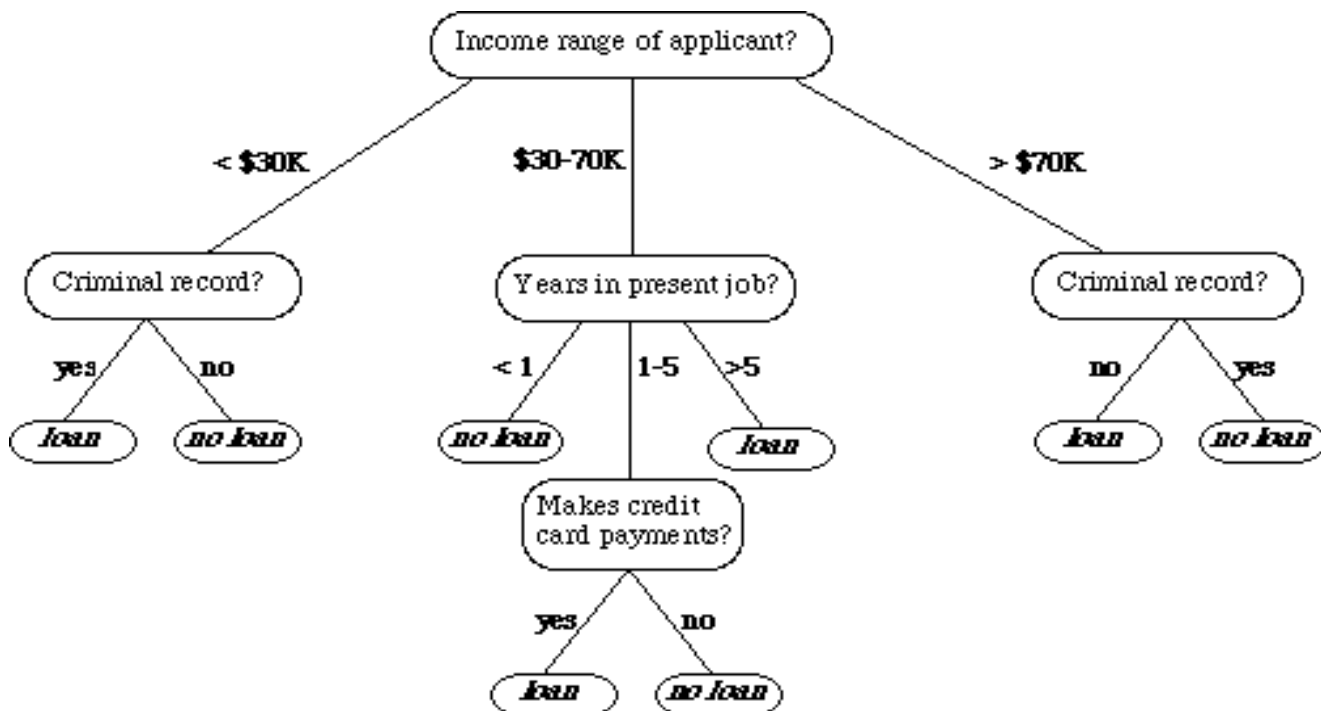 Income range of applicant?
< $30K
$30-70K
> $70K
Criminal record?
Years in present job?
Criminal record?
yes
no
< 1
1-5
>5
no
yes
loan
no loan
no loan
loan
loan
no loan
Makes credit
card payments?
yes
no
loan
no loan